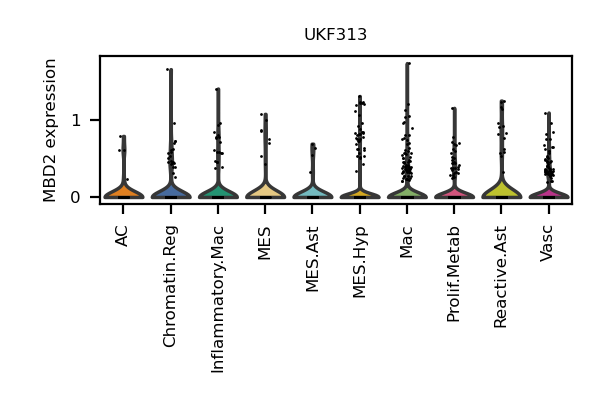 UKF313
MBD2 expression
1
0
AC
Chromatin.Reg
Inflammatory.Mac
MES
MES.Ast
MES.Hyp
Mac
Prolif.Metab
Reactive.Ast
Vasc